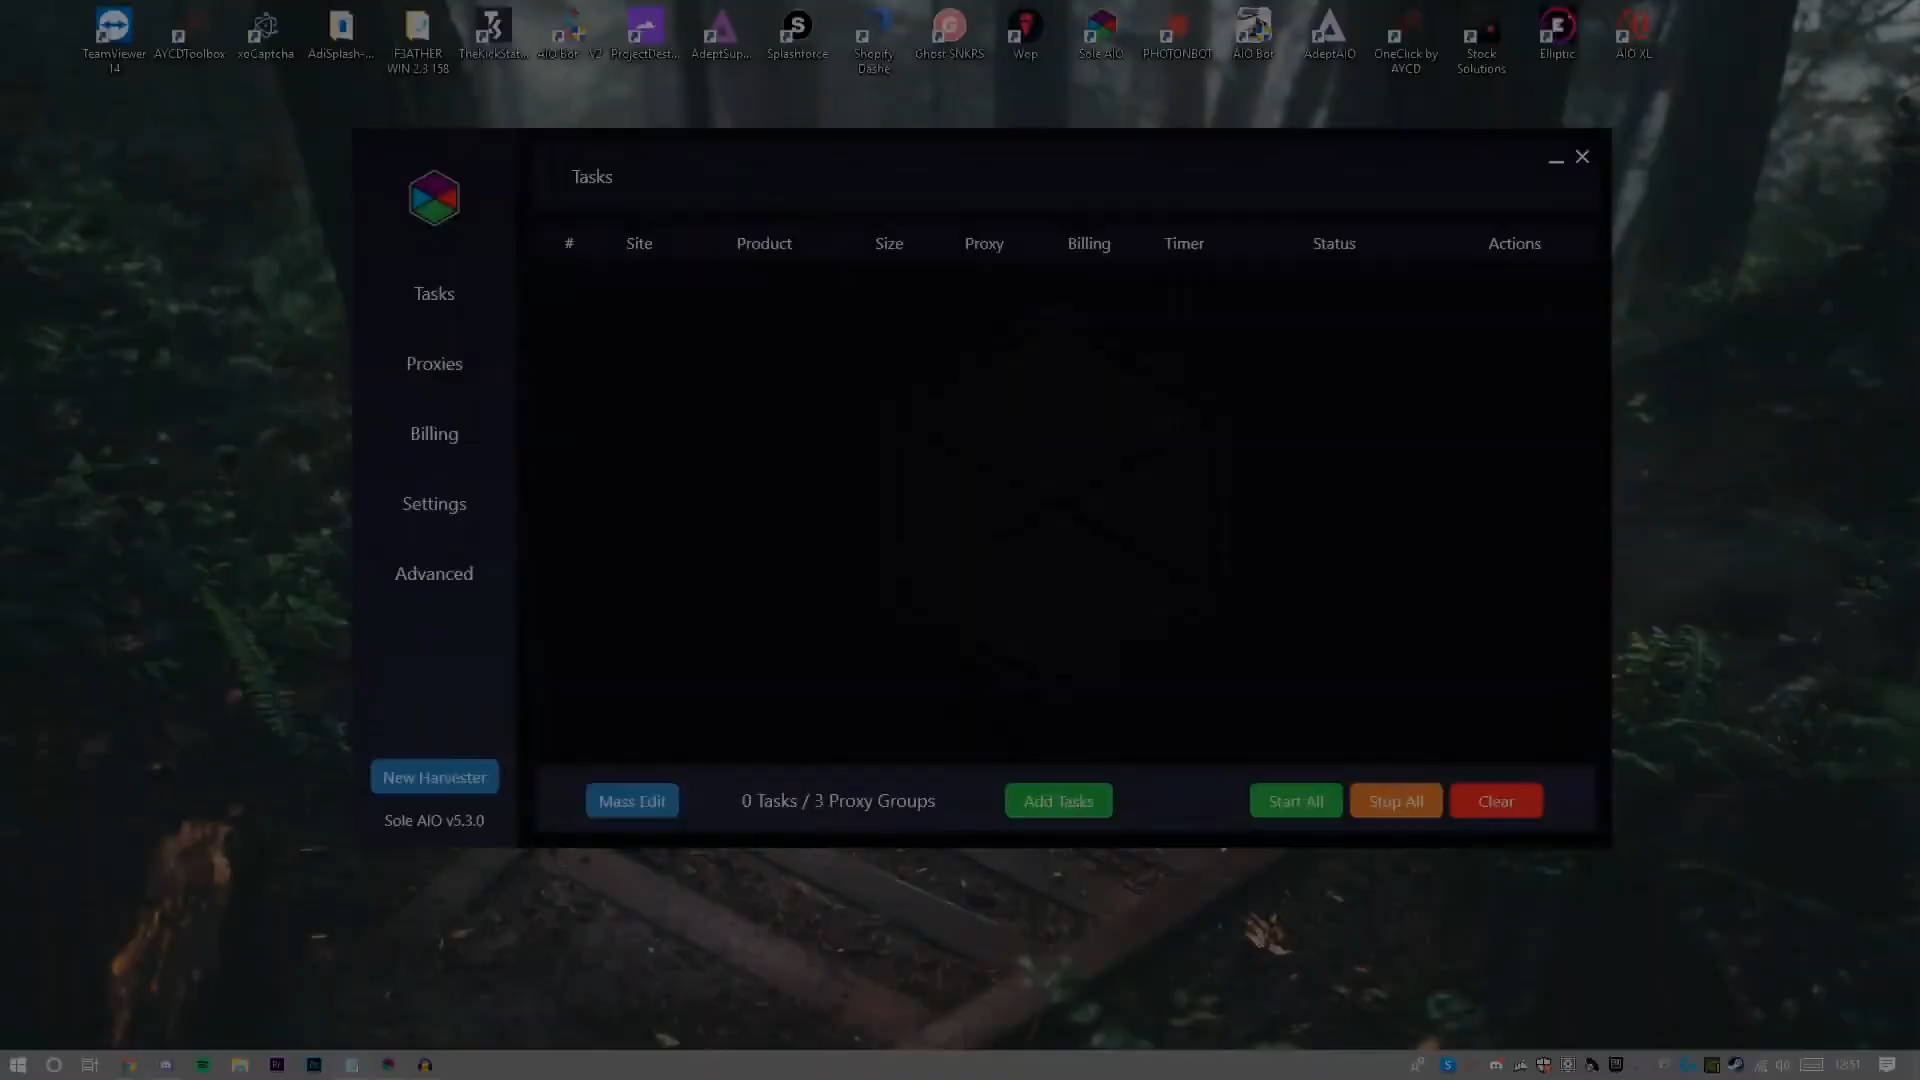 TeamViewer 14
AYCDToolbox
xoCaptcha
AdiSplash-...
F3ATHER WIN 2.3 158
TheKickStat...
AIO Bot - V2
ProjectDest...
AdeptSup...
Splashforce
Shopify Dashe
Ghost SNKRS
Wop
Sole AIO
PHOTONBOT
AIO Bot
AdeptAIO
OneClick by AYCD
Stock Solutions
Elliptic
AIO XL
Tasks
# Site Product Size Proxy Billing Timer Status Actions
Tasks
Proxies
Billing
Settings
Advanced
New Harvester
Sole AIO v5.3.0
Mass Edit
0 Tasks / 3 Proxy Groups
Add Tasks
Start All
Stop All
Clear
12:51